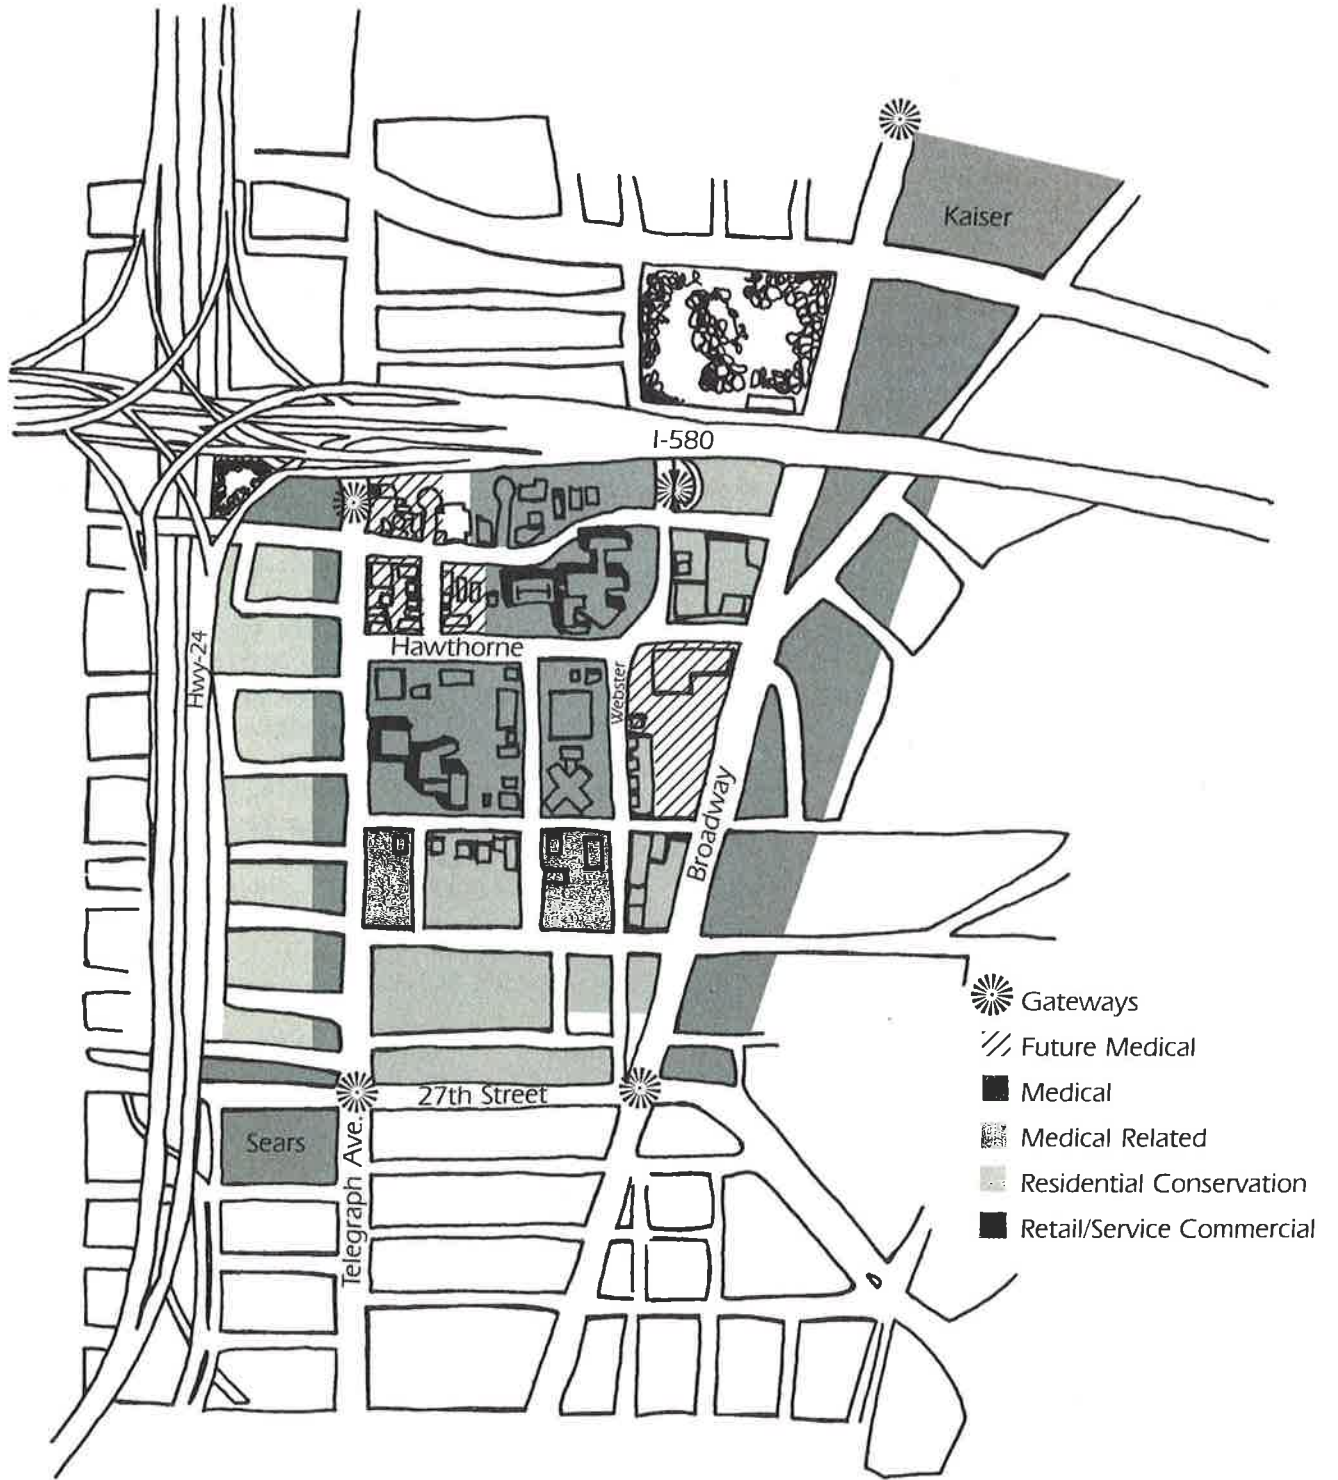 Kaiser
I-580
Hwy-24
Hawthorne
Webster
Broadway
27th Street
Sears
Telegraph Ave.
Gateways
Future Medical
Medical
Medical Related
Residential Conservation
Retail/Service Commercial